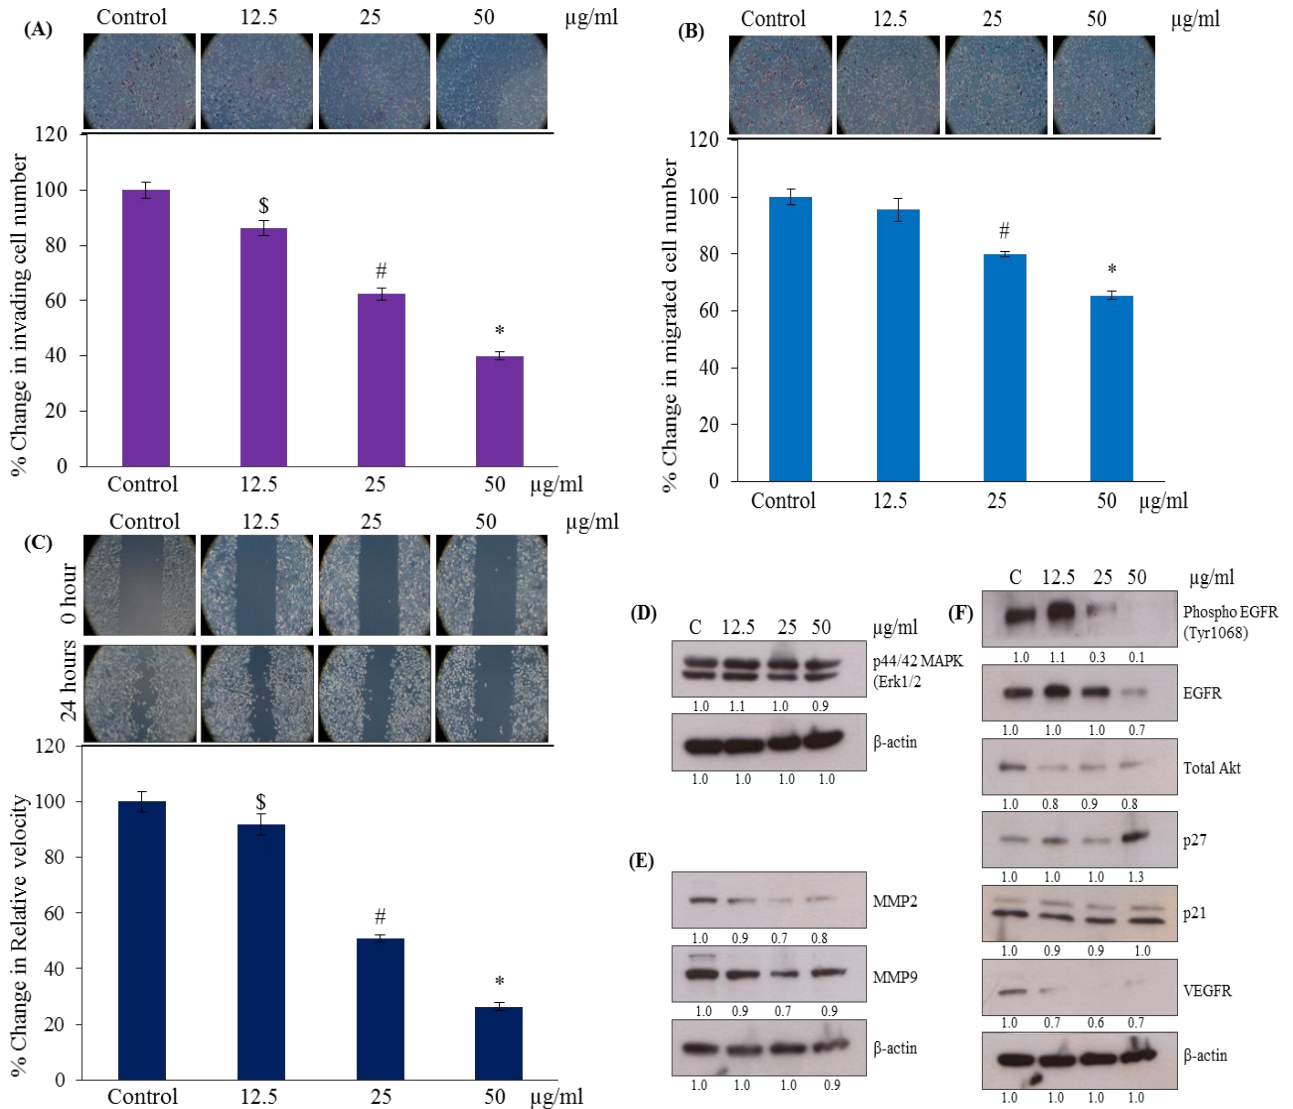 (A)
Control 12.5 25 50 µg/ml
% Change in invading cell number
120
100
80
60
40
20
0
$
#
*
Control 12.5 25 50 µg/ml
(B)
Control 12.5 25 50 µg/ml
% Change in migrated cell number
120
100
80
60
40
20
0
#
*
Control 12.5 25 50 µg/ml
(C)
Control 12.5 25 50 µg/ml
0 hour
24 hours
% Change in Relative velocity
120
100
80
60
40
20
0
$
#
*
Control 12.5 25 50 µg/ml
(D)
C 12.5 25 50 µg/ml
p44/42 MAPK
(Erk1/2
1.0 1.1 1.0 0.9
β-actin
1.0 1.0 1.0 1.0
(E)
MMP2
1.0 0.9 0.7 0.8
MMP9
1.0 0.9 0.7 0.9
β-actin
1.0 1.0 1.0 0.9
(F)
C 12.5 25 50 µg/ml
Phospho EGFR
(Tyr1068)
1.0 1.1 0.3 0.1
EGFR
1.0 1.0 1.0 0.7
Total Akt
1.0 0.8 0.9 0.8
p27
1.0 1.0 1.0 1.3
p21
1.0 0.9 0.9 1.0
VEGFR
1.0 0.7 0.6 0.7
β-actin
1.0 1.0 1.0 1.0